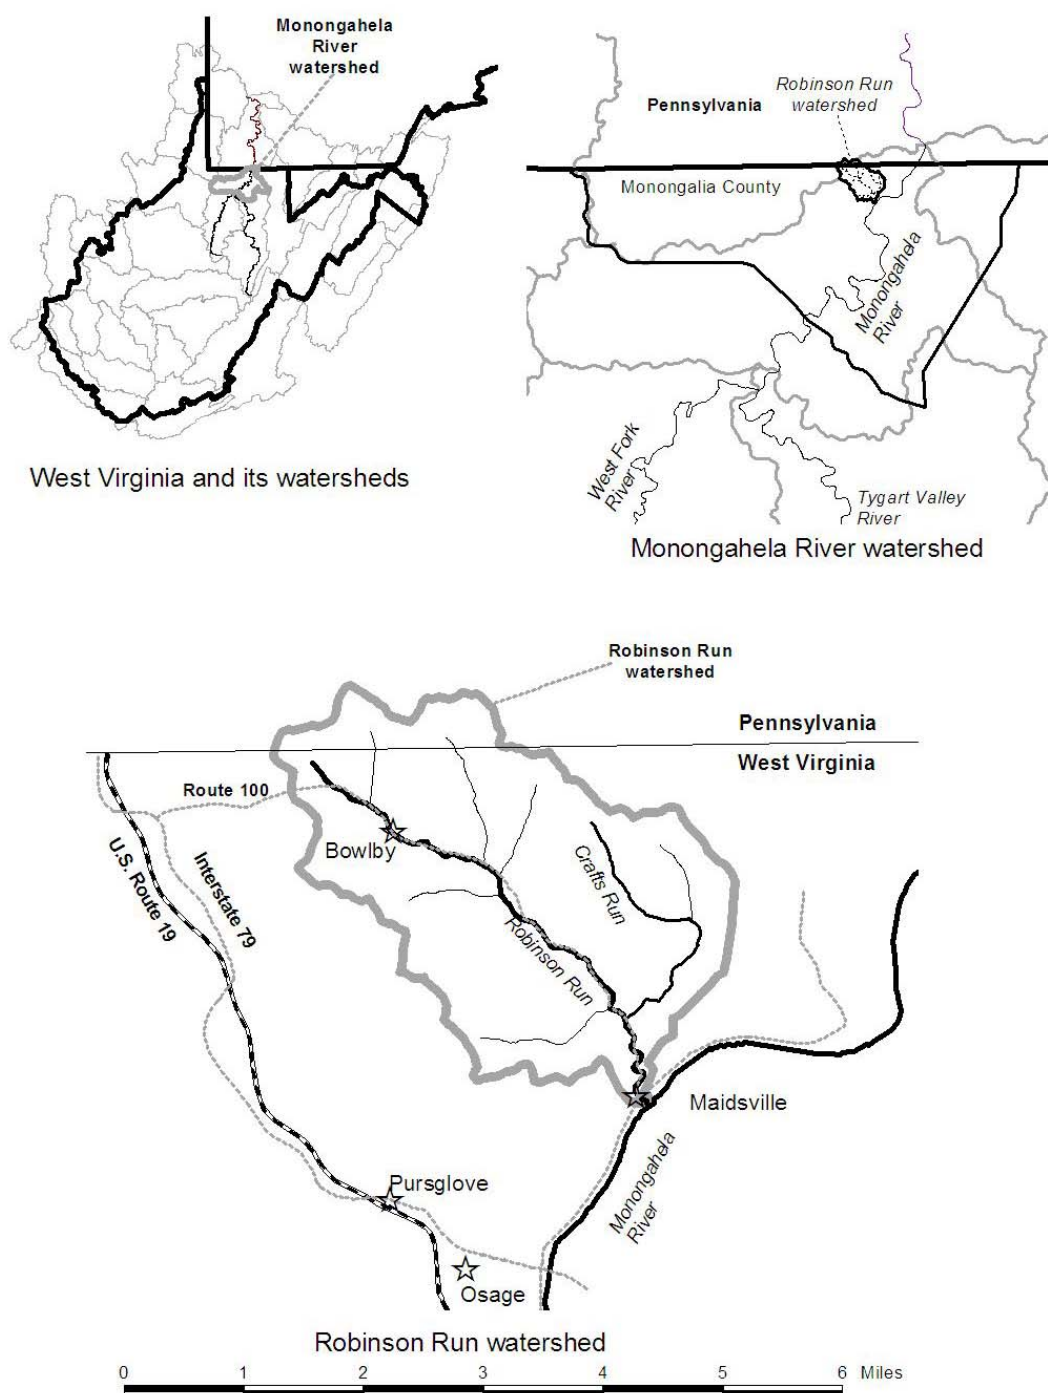 Monongahela
River
watershed
West Virginia and its watersheds
Robinson Run
watershed
Pennsylvania
Monongalia County
Monongahela
River
West Fork
River
Tygart Valley
River
Monongahela River watershed
Robinson Run
watershed
Pennsylvania
West Virginia
Route 100
Bowlby
U.S. Route 19
Interstate 79
Crafts Run
Robinson Run
Maidsville
Monongahela
River
Pursglove
Osage
Robinson Run watershed
0 1 2 3 4 5 6 Miles